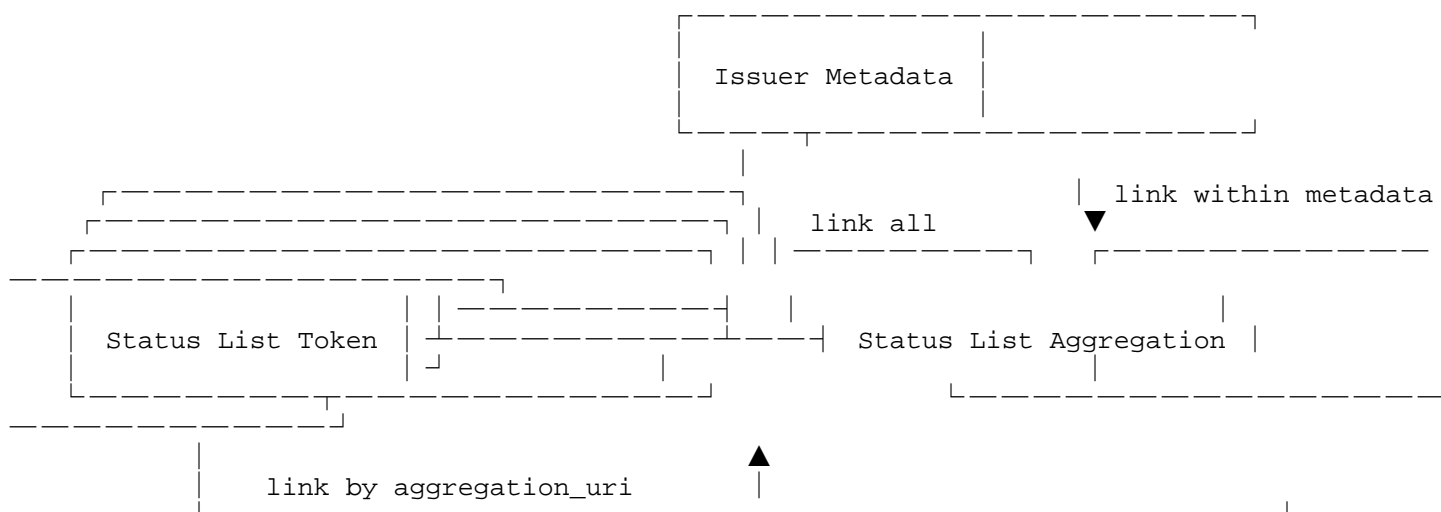 Issuer Metadata
link within metadata
link all
Status List Token
Status List Aggregation
link by aggregation_uri